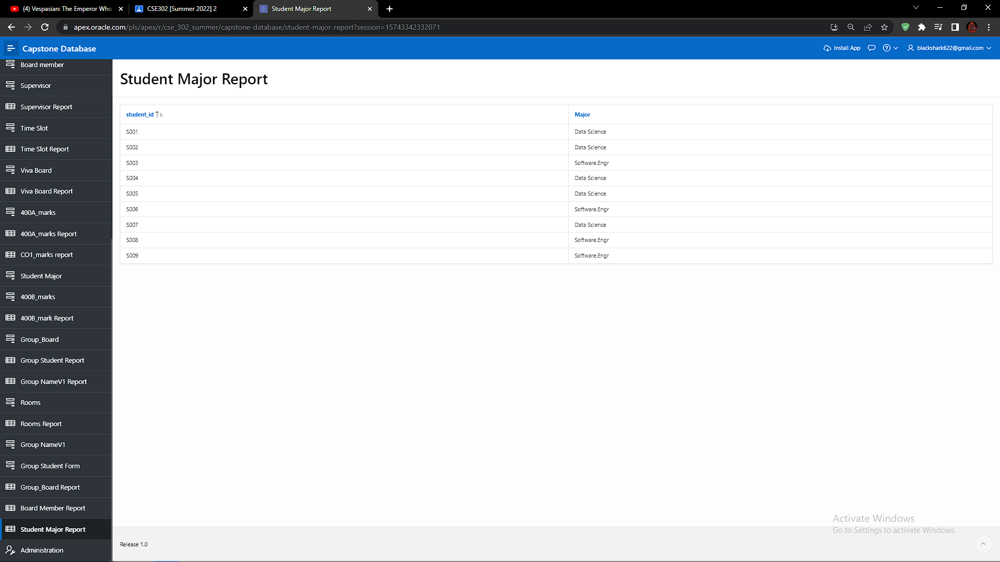 (4) Vespasian: The Emperor Who
CSE302 [Summer 2022] 2
Student Major Report
apex.oracle.com/pls/apex/r/cse_302_summer/capstone-database/student-major-report?session=15743342332071
Capstone Database
Install App
blackshark622@gmail.com
Board member
Supervisor
Supervisor Report
Time Slot
Time Slot Report
Viva Board
Viva Board Report
400A_marks
400A_marks Report
CO1_marks report
Student Major
400B_marks
400B_mark Report
Group_Board
Group Student Report
Group NameV1 Report
Rooms
Rooms Report
Group NameV1
Group Student Form
Group_Board Report
Board Member Report
Student Major Report
Administration
Student Major Report
student_id Major
S001 Data Science
S002 Data Science
S003 Software.Engr
S004 Data Science
S005 Data Science
S006 Software.Engr
S007 Data Science
S008 Software.Engr
S009 Software.Engr
Activate Windows
Go to Settings to activate Windows.
Release 1.0